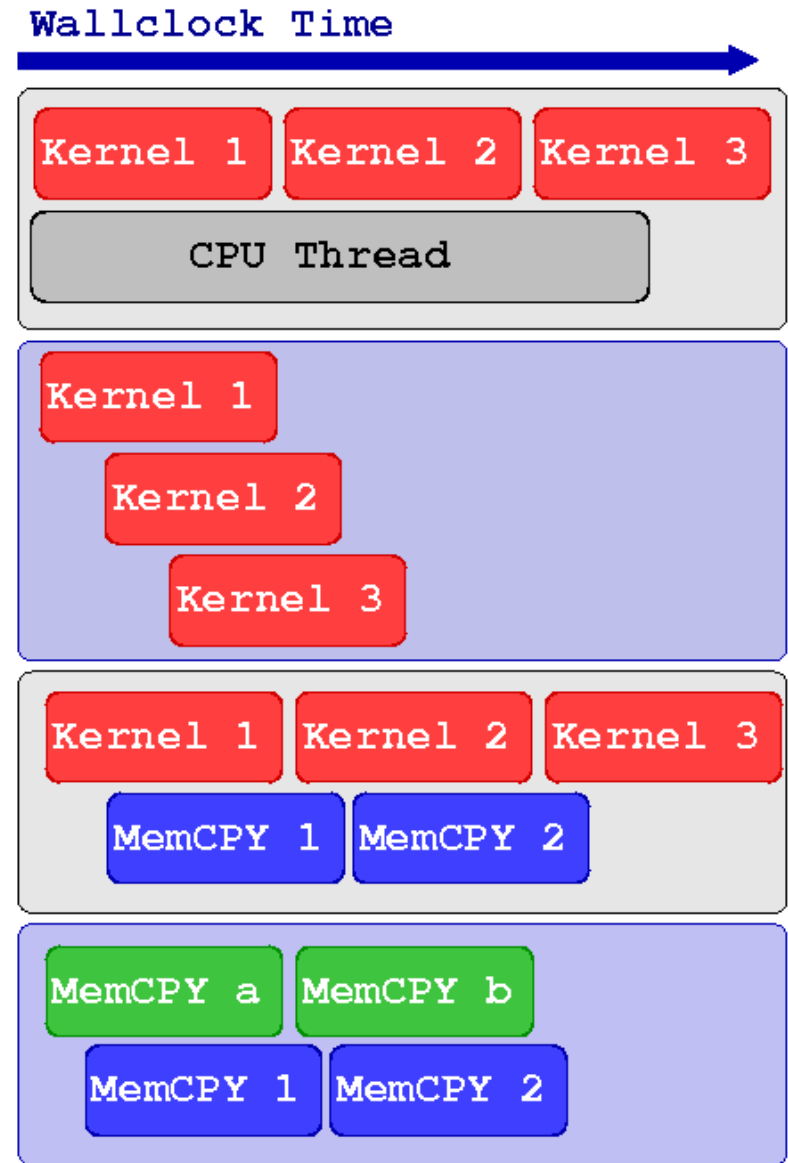 Wallclock Time
Kernel 1 Kernel 2 Kernel 3
CPU Thread
Kernel 1
Kernel 2
Kernel 3
Kernel 1 Kernel 2 Kernel 3
MemCPY 1 MemCPY 2
MemCPY a MemCPY b
MemCPY 1 MemCPY 2